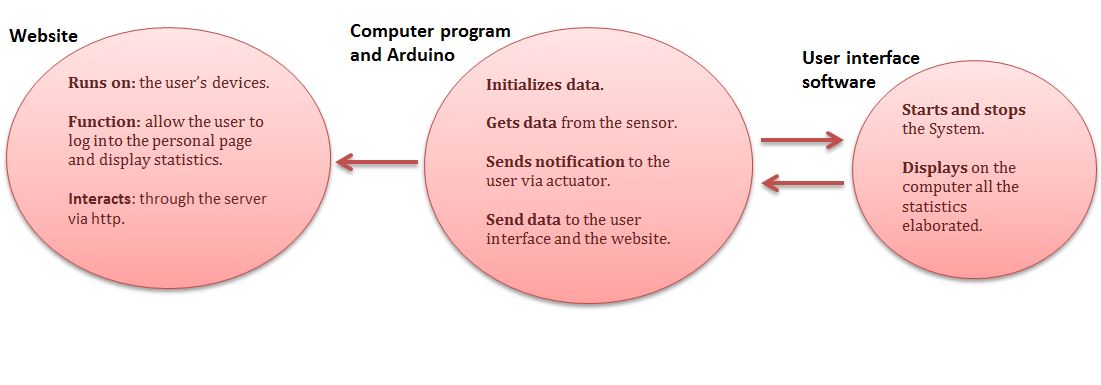 Website
Runs on: the user's devices.
Function: allow the user to
log into the personal page
and display statistics.
Interacts: through the server
via http.
Computer program
and Arduino
Initializes data.
Gets data from the sensor.
Sends notification to the
user via actuator.
Send data to the user
interface and the website.
User interface
software
Starts and stops
the System.
Displays on the
computer all the
statistics
elaborated.